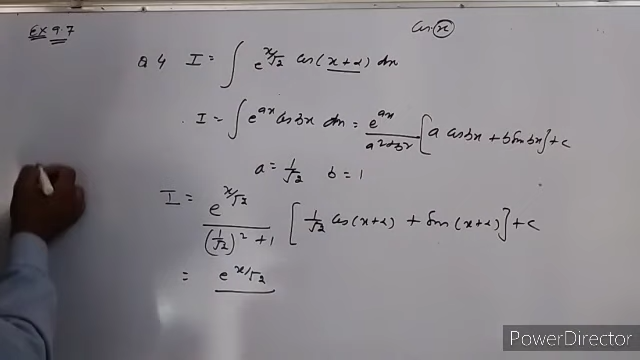 Ex 9.7
Cos (x)
Q 4 I = ∫ e^{x/√2} cos(x+α) dx
I = ∫ e^{ax} cos bx dx = e^{ax}/(a²+b²) [a cos bx + b sin bx] + c
a = 1/√2 b = 1
I = e^{x/√2}/((1/√2)² + 1) [1/√2 cos(x+α) + sin(x+α)] + c
= e^{x/√2}
PowerDirector